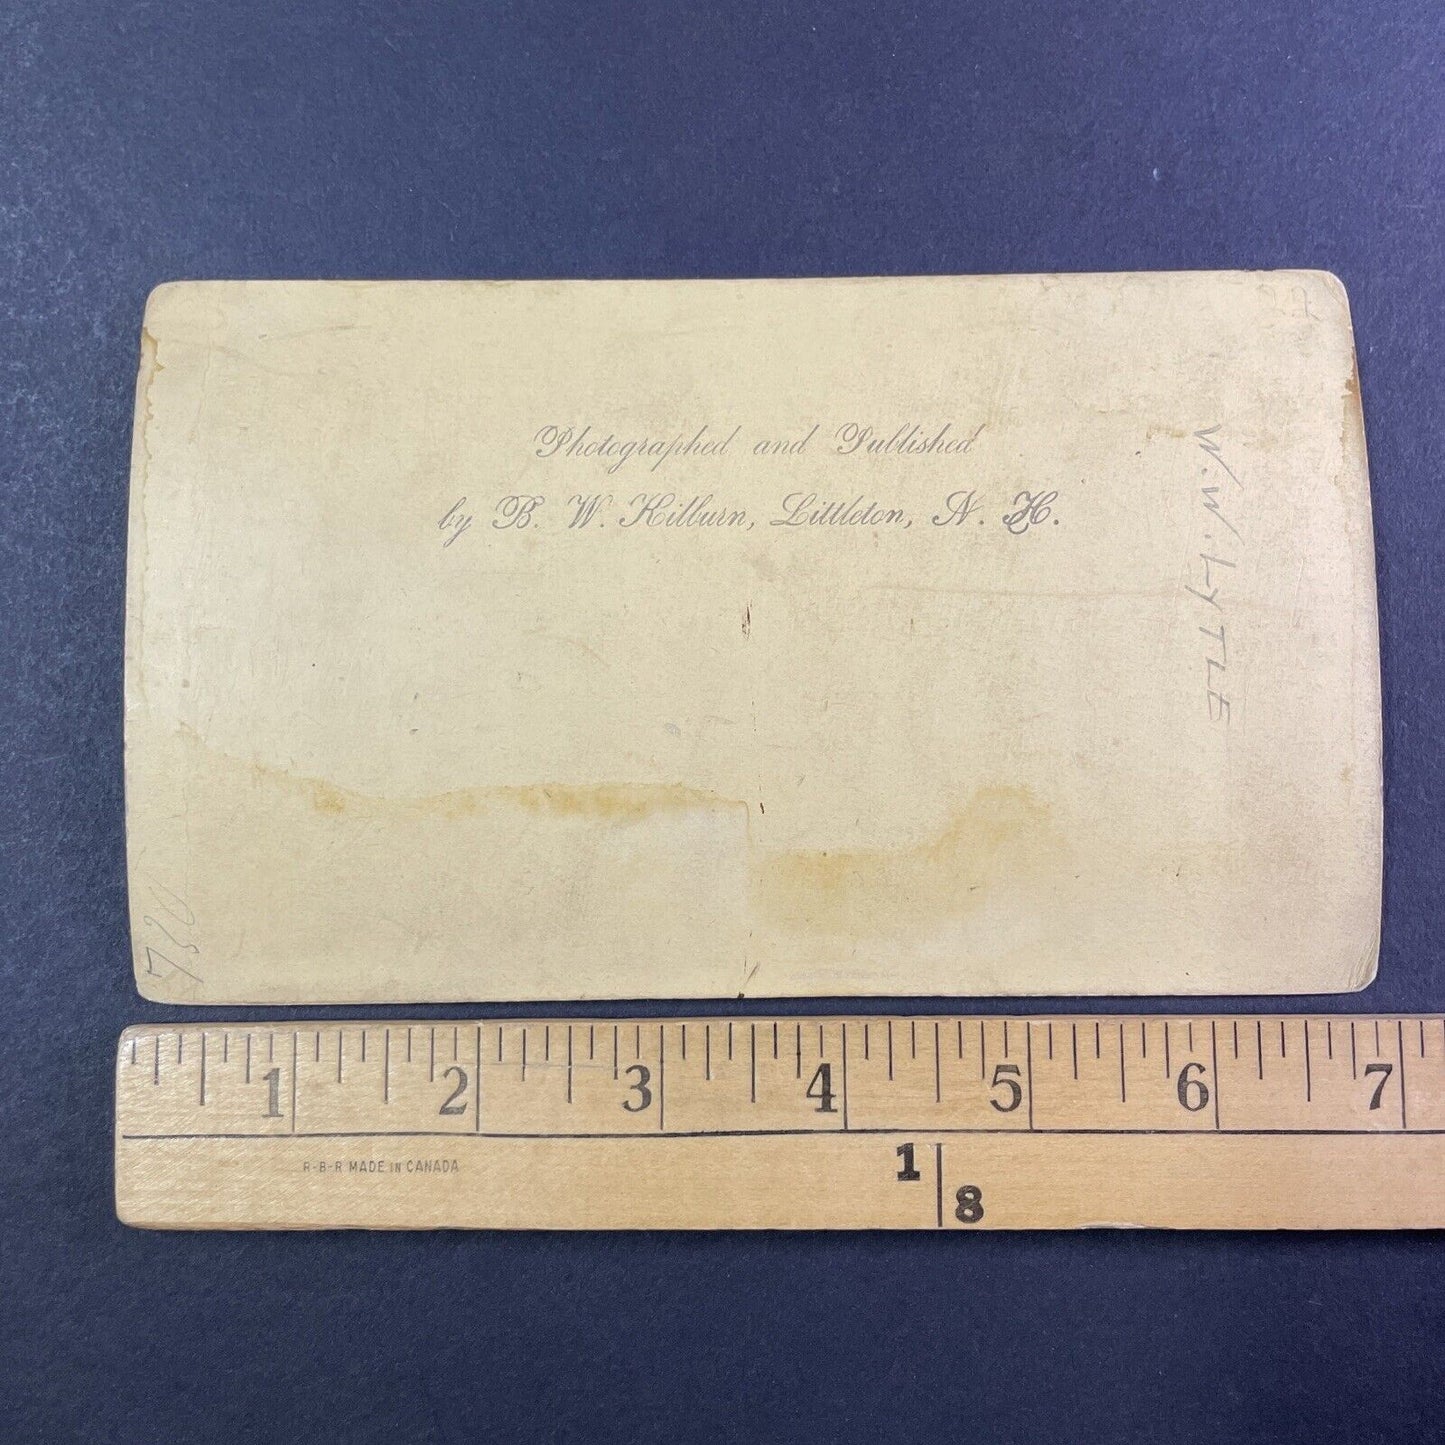 Photographed and Published
by B. W. Kilburn, Littleton, N. H.
W. W. LYTLE
1 2 3 4 5 6 7
R-B-R MADE IN CANADA
1
8